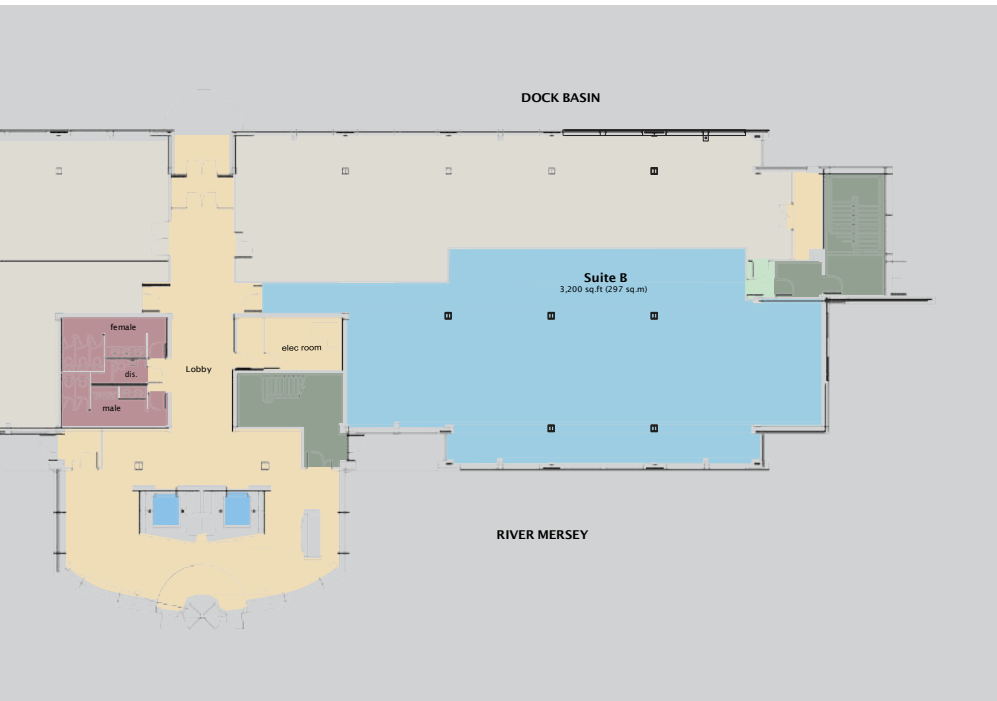 DOCK BASIN
Suite B
3,200 sq.ft (297 sq.m)
female
elec room
Lobby
dis.
male
RIVER MERSEY